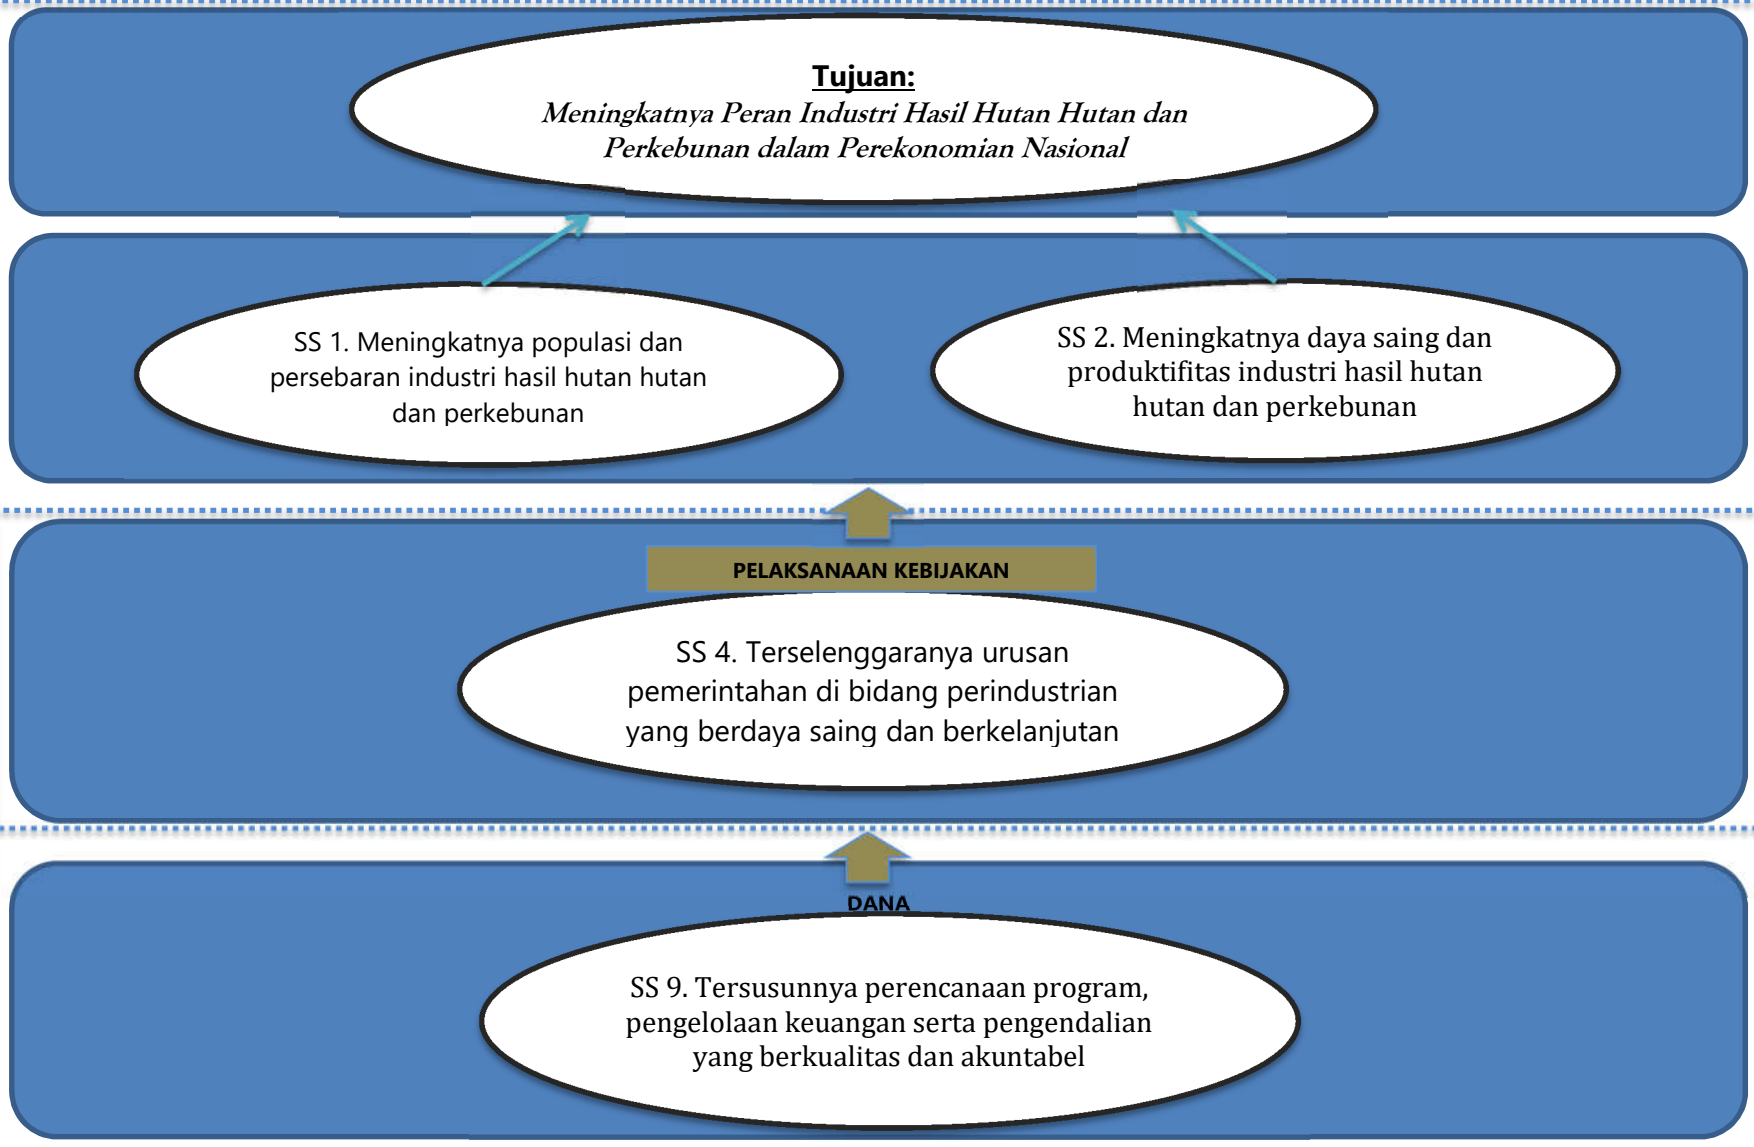 Tujuan:
Meningkatnya Peran Industri Hasil Hutan Hutan dan
Perkebunan dalam Perekonomian Nasional
SS 1. Meningkatnya populasi dan
persebaran industri hasil hutan hutan
dan perkebunan
SS 2. Meningkatnya daya saing dan
produktifitas industri hasil hutan
hutan dan perkebunan
PELAKSANAAN KEBIJAKAN
SS 4. Terselenggaranya urusan
pemerintahan di bidang perindustrian
yang berdaya saing dan berkelanjutan
DANA
SS 9. Tersusunnya perencanaan program,
pengelolaan keuangan serta pengendalian
yang berkualitas dan akuntabel